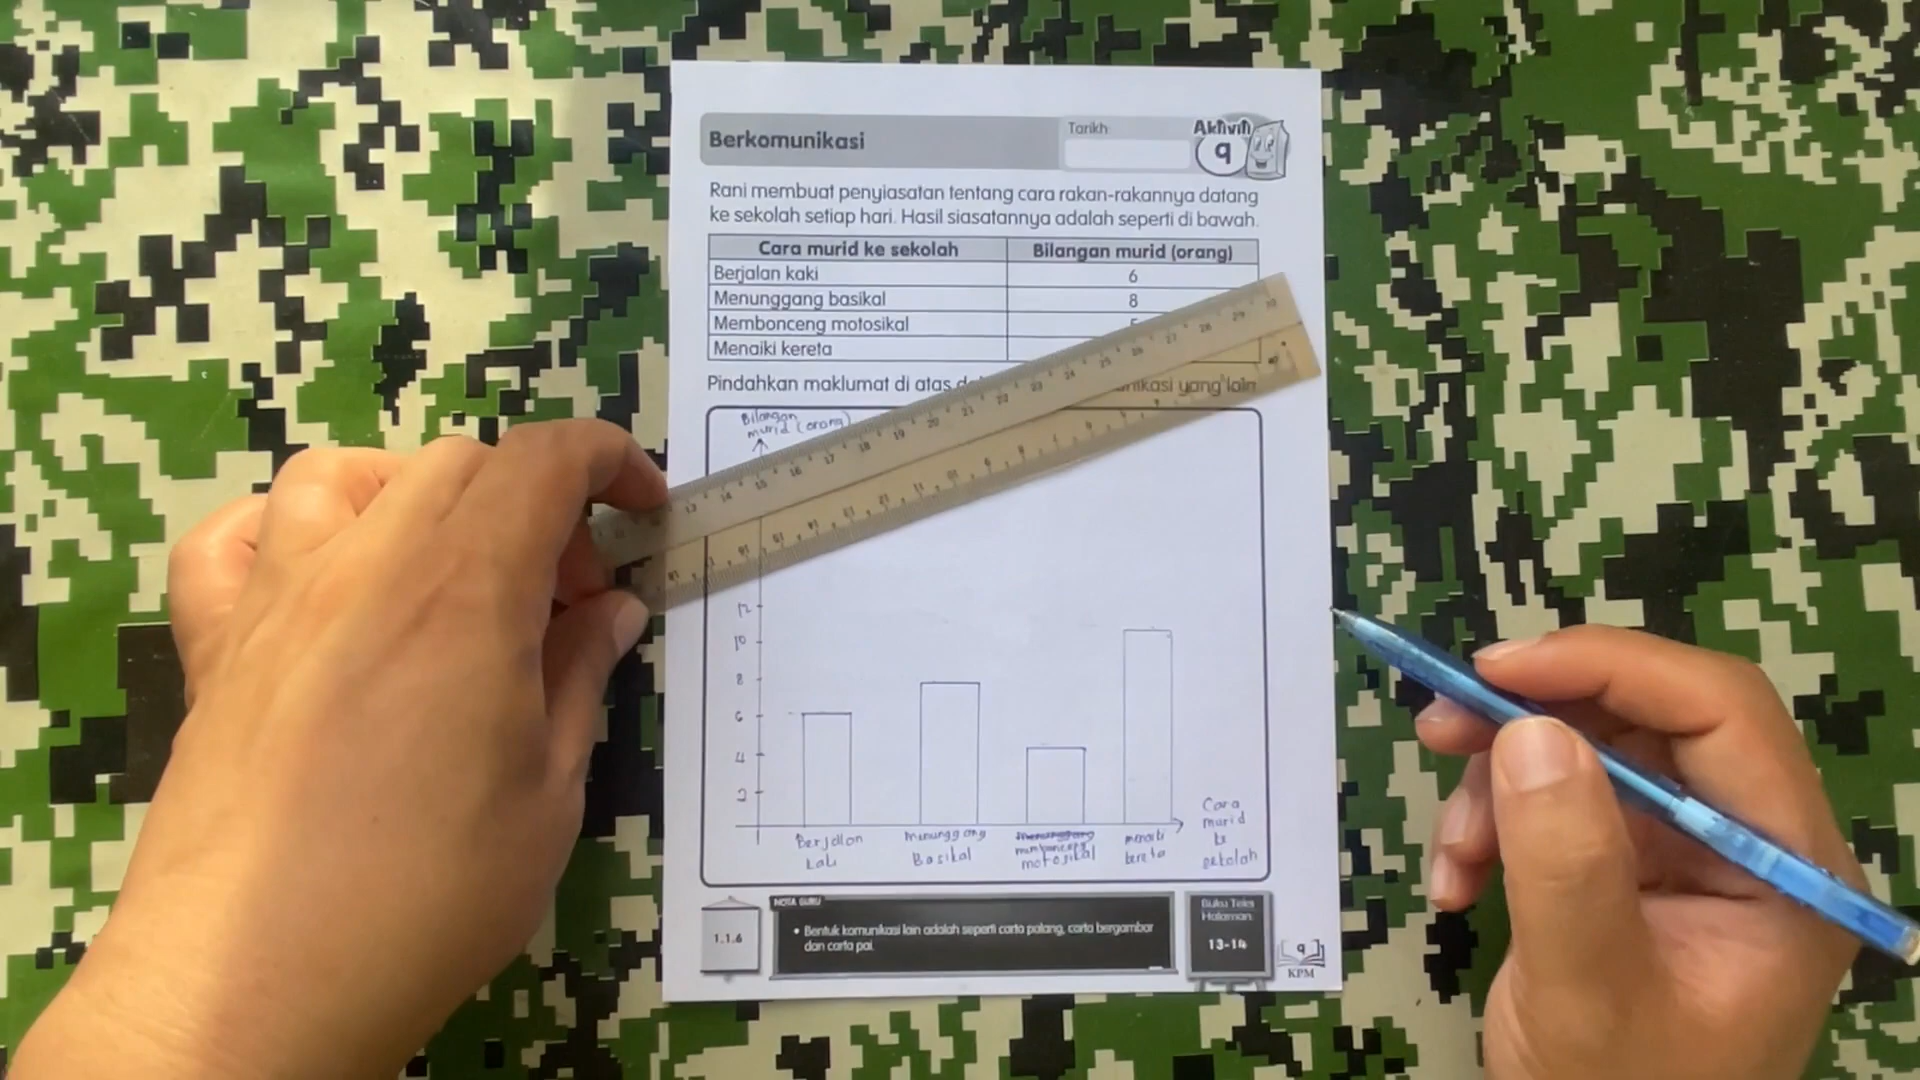 Berkomunikasi
Tarikh:
Aktiviti
9
Rani membuat penyiasatan tentang cara rakan-rakannya datang
ke sekolah setiap hari. Hasil siasatannya adalah seperti di bawah.
Cara murid ke sekolah Bilangan murid (orang)
Berjalan kaki 6
Menunggang basikal 8
Membonceng motosikal
Menaiki kereta
Pindahkan maklumat di atas yang lain
Bilangan
murid (orang)
12
10
8
6
4
2
Berjalan
kaki
menunggang
Basikal
membonceng
motosikal
menaiki
kereta
Cara
murid
ke
sekolah
1.1.6
NOTA GURU
• Bentuk komunikasi lain adalah seperti carta palang, carta bergambar
dan carta pai.
Buku Teks
Halaman:
13-14
9
KPM